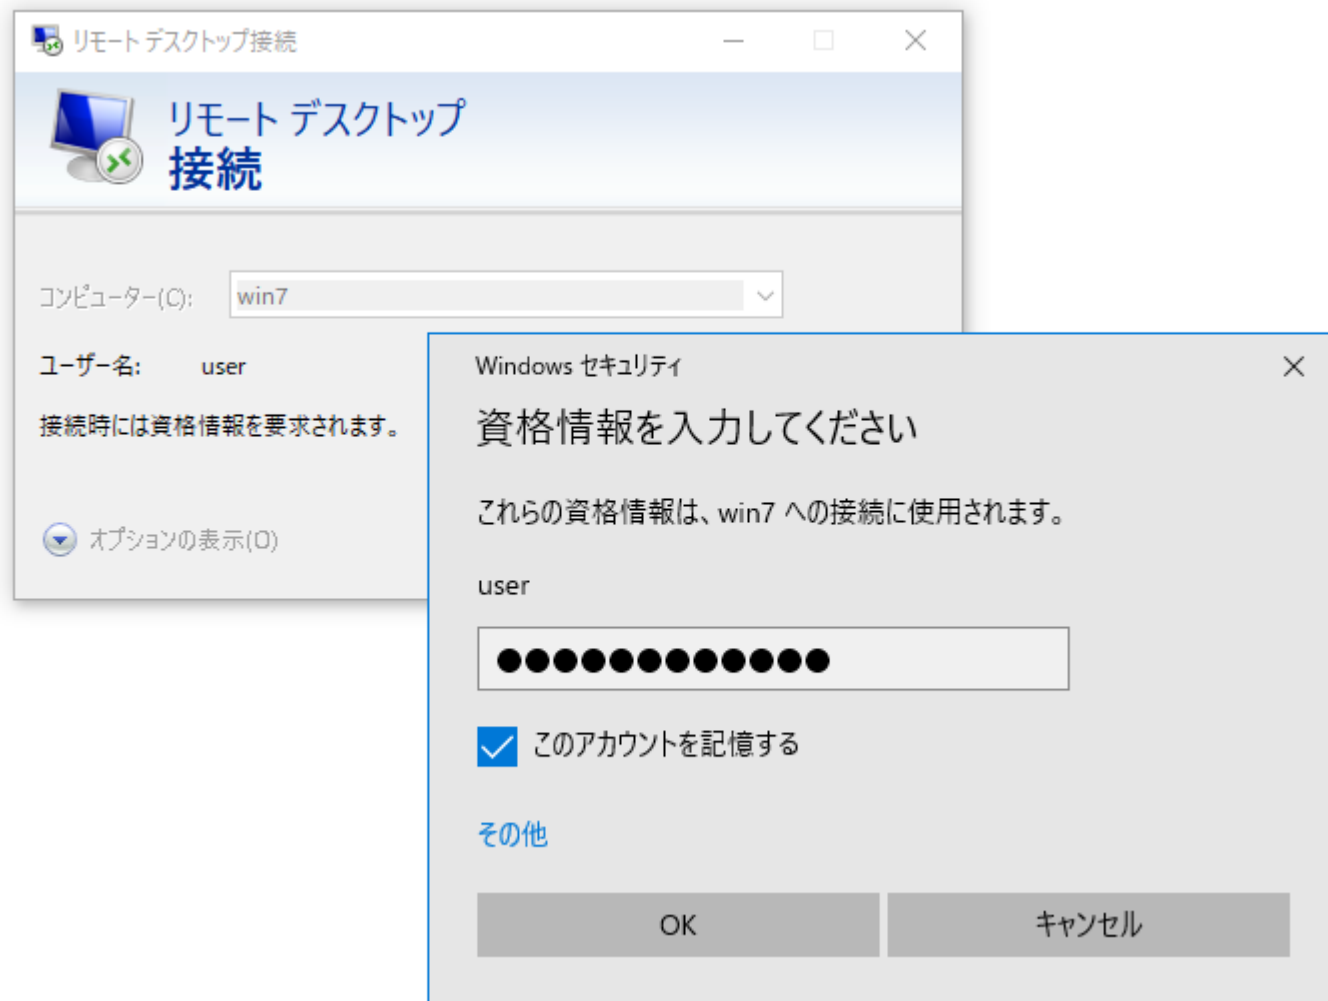 リモート デスクトップ接続
リモート デスクトップ
接続
コンピューター(C):
win7
ユーザー名:
user
接続時には資格情報を要求されます。
オプションの表示(O)
Windows セキュリティ
資格情報を入力してください
これらの資格情報は、win7 への接続に使用されます。
user
●●●●●●●●●●●●
このアカウントを記憶する
その他
OK
キャンセル